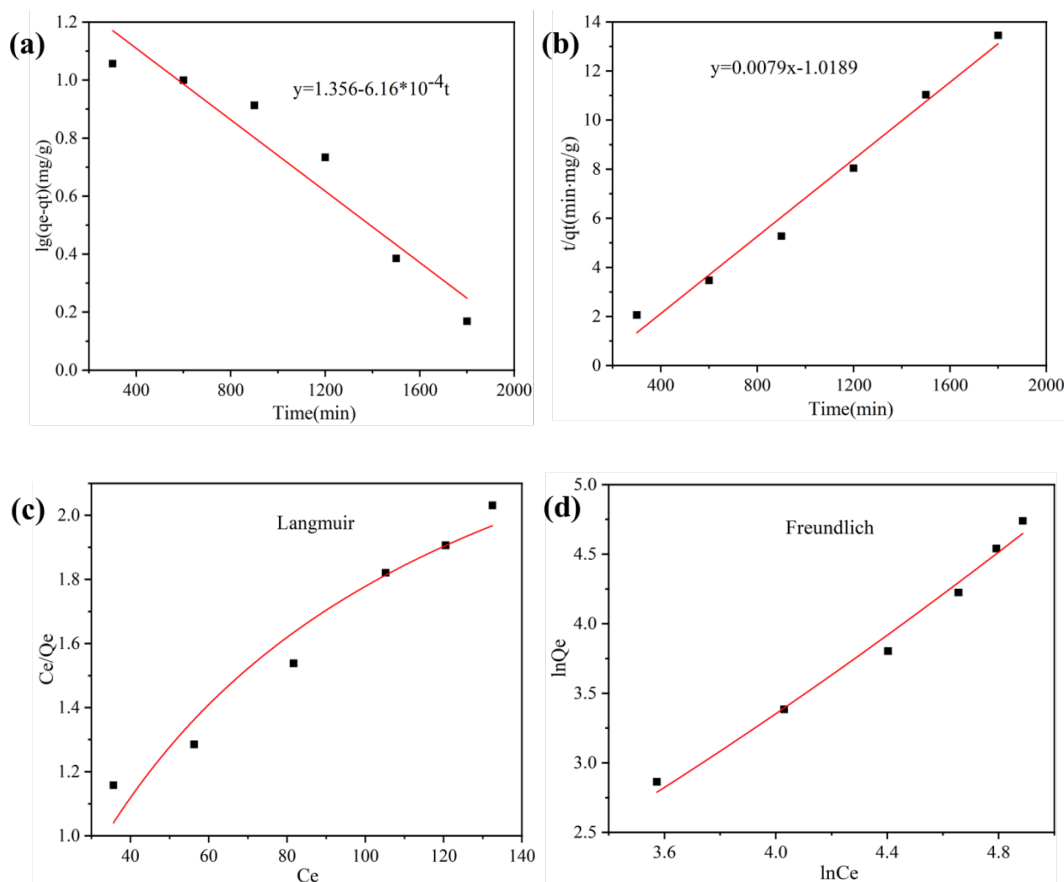 (a)
1.2
1.0
0.8
0.6
0.4
0.2
0.0
lg(qe-qt)(mg/g)
y=1.356-6.16*10⁻⁴t
400 800 1200 1600 2000
Time(min)
(b)
14
12
10
8
6
4
2
0
t/qt(min·mg/g)
y=0.0079x-1.0189
400 800 1200 1600 2000
Time(min)
(c)
2.0
1.8
1.6
1.4
1.2
1.0
Ce/Qe
Langmuir
40 60 80 100 120 140
Ce
(d)
5.0
4.5
4.0
3.5
3.0
2.5
lnQe
Freundlich
3.6 4.0 4.4 4.8
lnCe